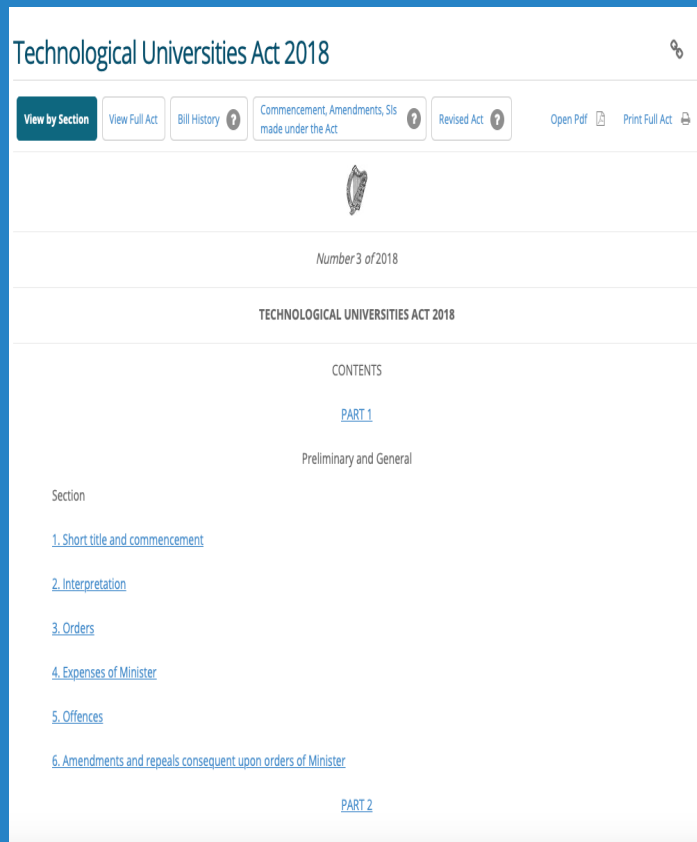 Technological Universities Act 2018
View by Section
View Full Act
Bill History ?
Commencement, Amendments, SIs
made under the Act ?
Revised Act ?
Open Pdf
Print Full Act
Number 3 of 2018
TECHNOLOGICAL UNIVERSITIES ACT 2018
CONTENTS
PART 1
Preliminary and General
Section
1. Short title and commencement
2. Interpretation
3. Orders
4. Expenses of Minister
5. Offences
6. Amendments and repeals consequent upon orders of Minister
PART 2